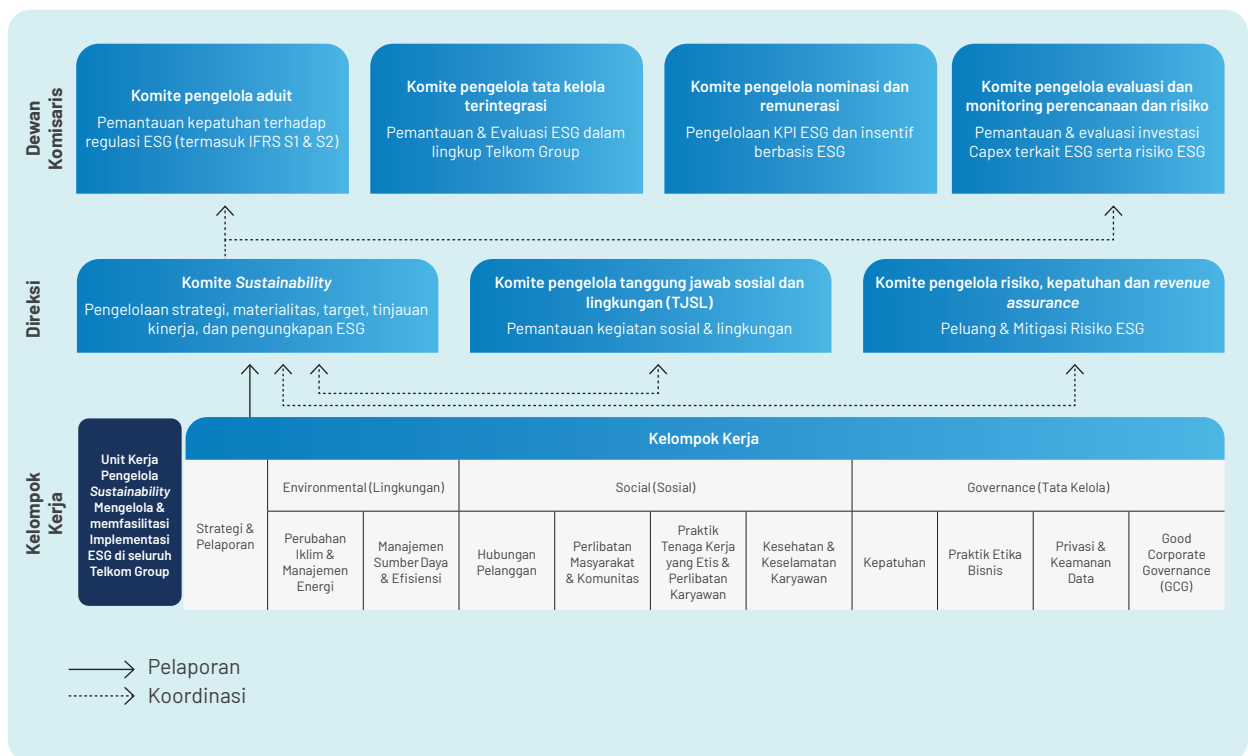 Dewan
Komisaris
Komite pengelola aduit
Pemantauan kepatuhan terhadap
regulasi ESG (termasuk IFRS S1 & S2)
Komite pengelola tata kelola
terintegrasi
Pemantauan & Evaluasi ESG dalam
lingkup Telkom Group
Komite pengelola nominasi dan
remunerasi
Pengelolaan KPI ESG dan insentif
berbasis ESG
Komite pengelola evaluasi dan
monitoring perencanaan dan risiko
Pemantauan & evaluasi investasi
Capex terkait ESG serta risiko ESG
Direksi
Komite Sustainability
Pengelolaan strategi, materialitas, target, tinjauan
kinerja, dan pengungkapan ESG
Komite pengelola tanggung jawab sosial dan
lingkungan (TJSL)
Pemantauan kegiatan sosial & lingkungan
Komite pengelola risiko, kepatuhan dan revenue
assurance
Peluang & Mitigasi Risiko ESG
Kelompok
Kerja
Unit Kerja
Pengelola
Sustainability
Mengelola &
memfasilitasi
Implementasi
ESG di seluruh
Telkom Group
Kelompok Kerja
Strategi &
Pelaporan
Environmental (Lingkungan)
Social (Sosial)
Governance (Tata Kelola)
Perubahan
Iklim &
Manajemen
Energi
Manajemen
Sumber Daya
& Efisiensi
Hubungan
Pelanggan
Perlibatan
Masyarakat
& Komunitas
Praktik
Tenaga Kerja
yang Etis &
Perlibatan
Karyawan
Kesehatan &
Keselamatan
Karyawan
Kepatuhan
Praktik Etika
Bisnis
Privasi &
Keamanan
Data
Good
Corporate
Governance
(GCG)
Pelaporan
Koordinasi